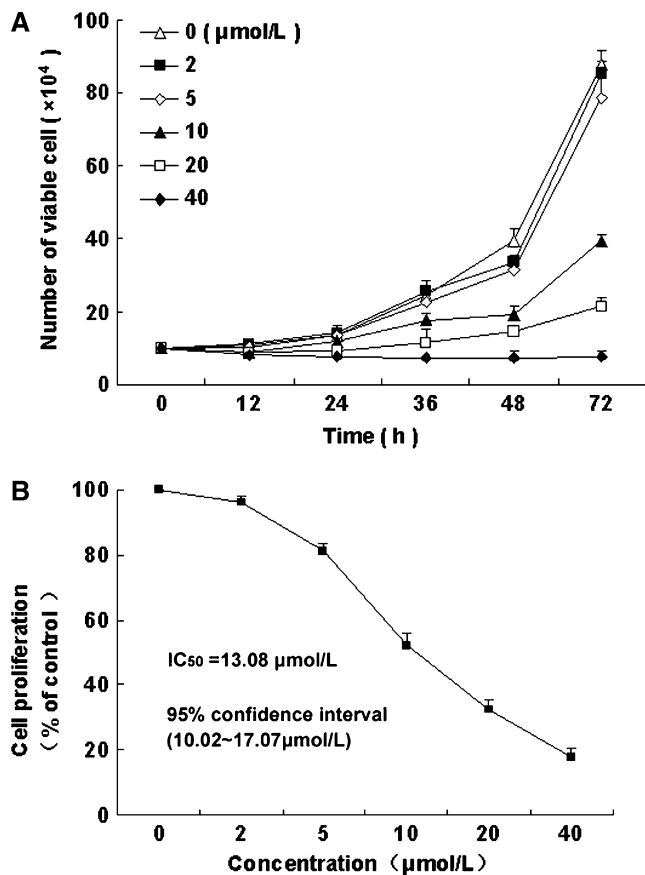 A
Number of viable cell ( ×10⁴)
100
80
60
40
20
0
0 ( μmol/L )
2
5
10
20
40
0
12
24
36
48
72
Time ( h )
B
Cell proliferation
( % of control )
100
80
60
40
20
0
IC₅₀ =13.08 μmol/L
95% confidence interval
(10.02~17.07μmol/L)
0
2
5
10
20
40
Concentration (μmol/L)